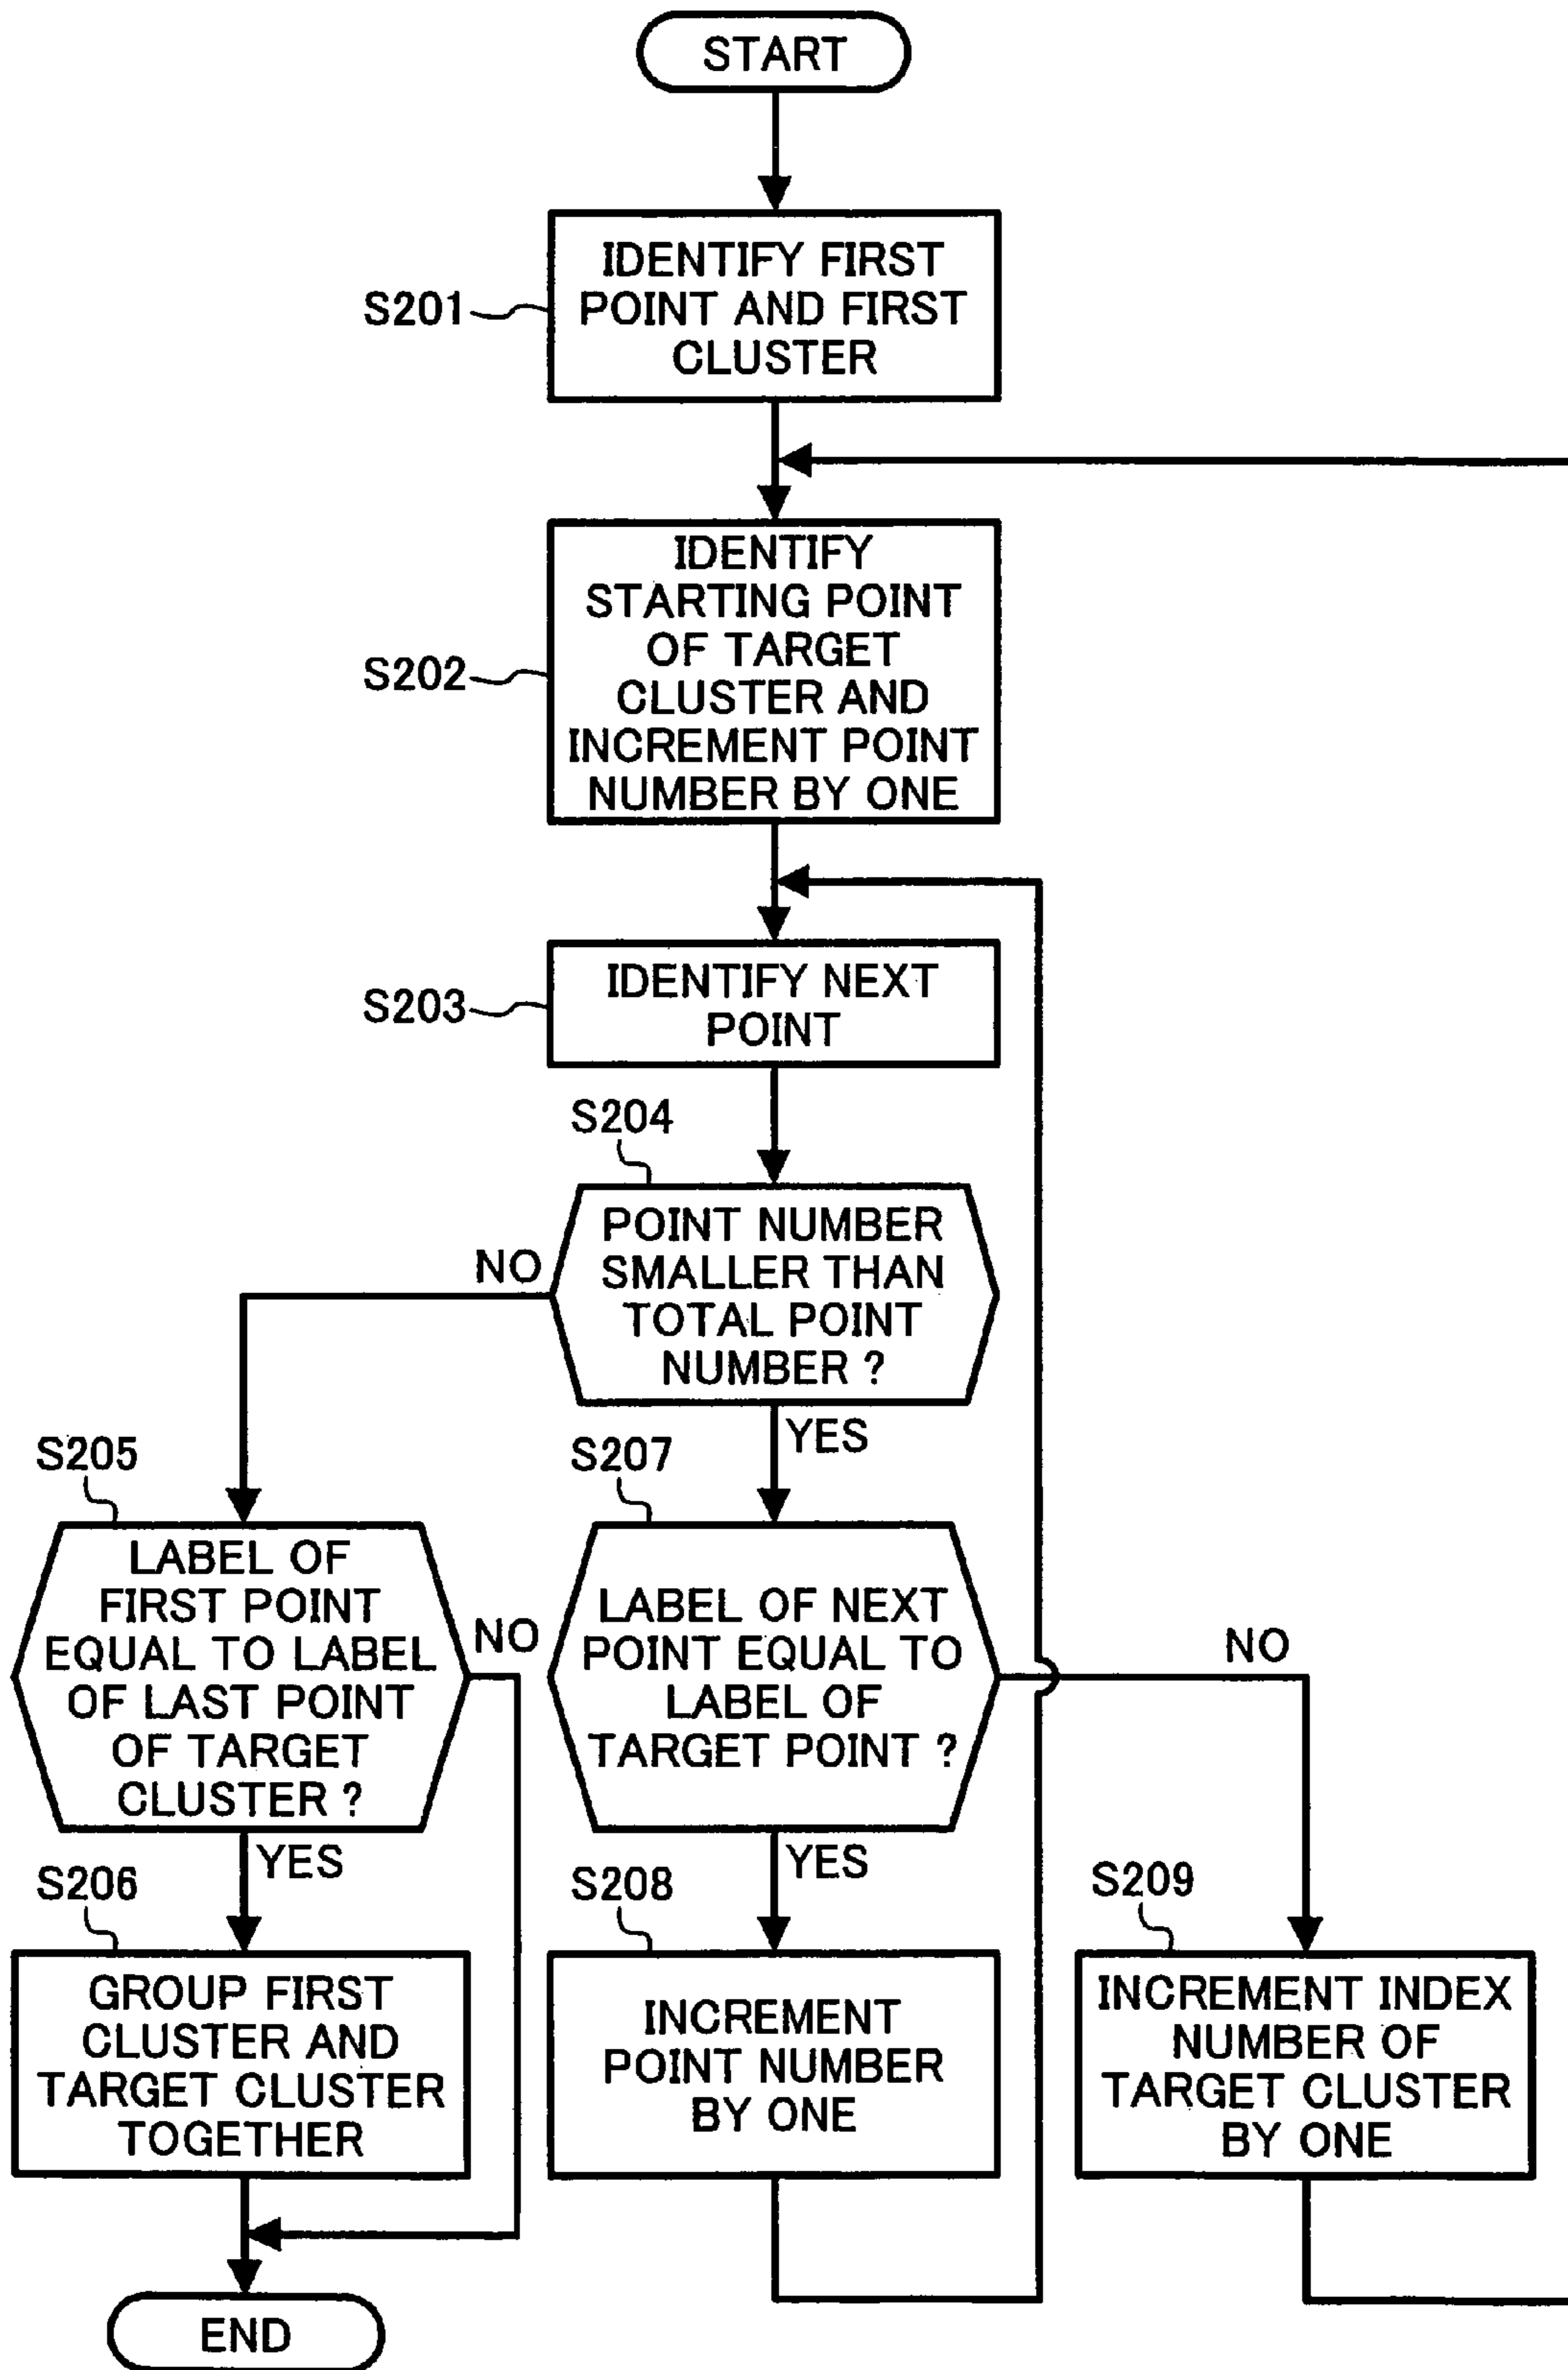 START
IDENTIFY FIRST
POINT AND FIRST
CLUSTER
S201
IDENTIFY
STARTING POINT
OF TARGET
CLUSTER AND
INCREMENT POINT
NUMBER BY ONE
S202
IDENTIFY NEXT
POINT
S203
S204
POINT NUMBER
SMALLER THAN
TOTAL POINT
NUMBER ?
NO
YES
S205
LABEL OF
FIRST POINT
EQUAL TO LABEL
OF LAST POINT
OF TARGET
CLUSTER ?
NO
YES
S207
LABEL OF NEXT
POINT EQUAL TO
LABEL OF
TARGET POINT ?
NO
YES
S206
GROUP FIRST
CLUSTER AND
TARGET CLUSTER
TOGETHER
S208
INCREMENT
POINT NUMBER
BY ONE
S209
INCREMENT INDEX
NUMBER OF
TARGET CLUSTER
BY ONE
END